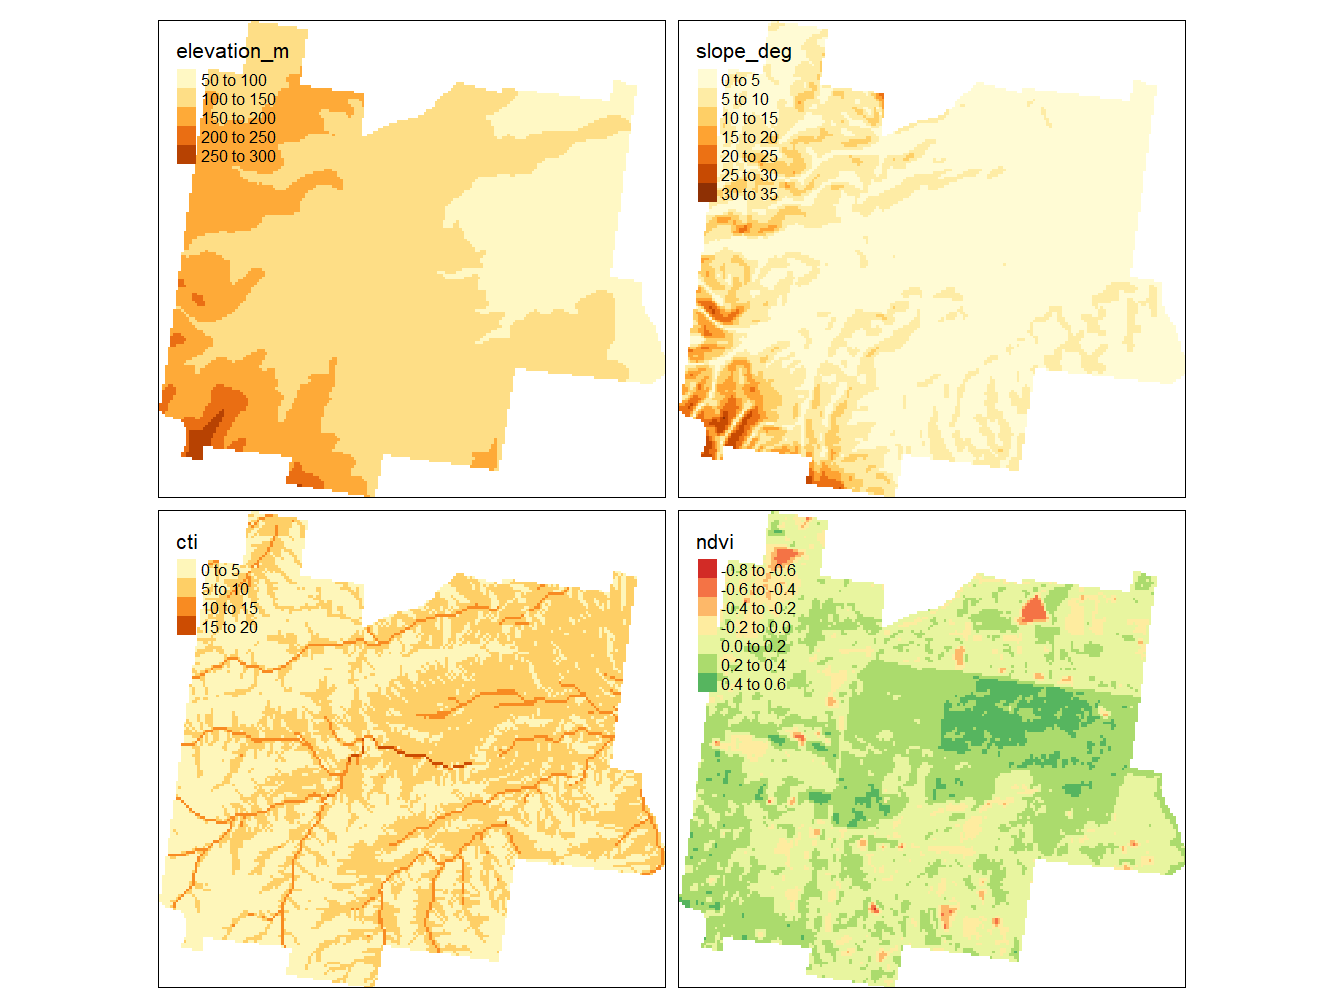 elevation_m
50 to 100
100 to 150
150 to 200
200 to 250
250 to 300
slope_deg
0 to 5
5 to 10
10 to 15
15 to 20
20 to 25
25 to 30
30 to 35
cti
0 to 5
5 to 10
10 to 15
15 to 20
ndvi
-0.8 to -0.6
-0.6 to -0.4
-0.4 to -0.2
-0.2 to 0.0
0.0 to 0.2
0.2 to 0.4
0.4 to 0.6